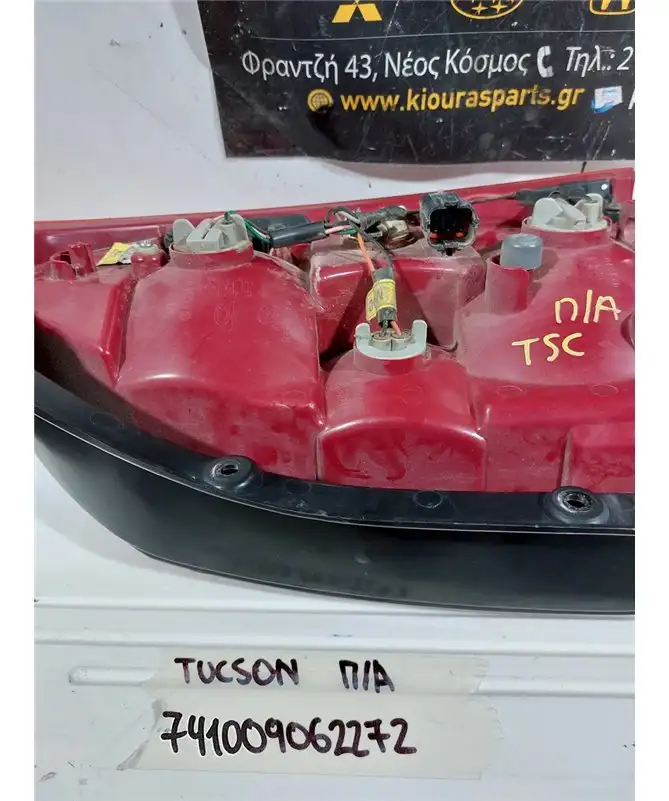 Φραντζή 43, Νέος Κόσμος Τηλ.: 2
www.kiourasparts.gr
Π/Α
TSC
TUCSON Π/Α
741009062272